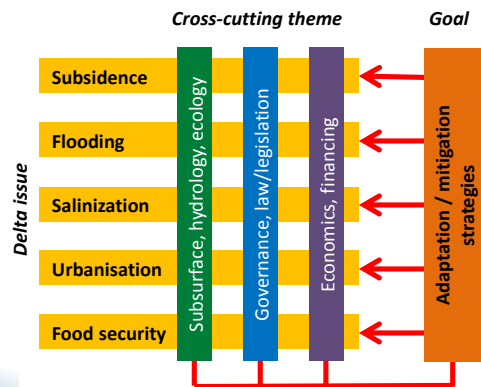 Cross-cutting theme
Goal
Delta issue
Subsidence
Flooding
Salinization
Urbanisation
Food security
Subsurface, hydrology, ecology
Governance, law/legislation
Economics, financing
Adaptation / mitigation
strategies